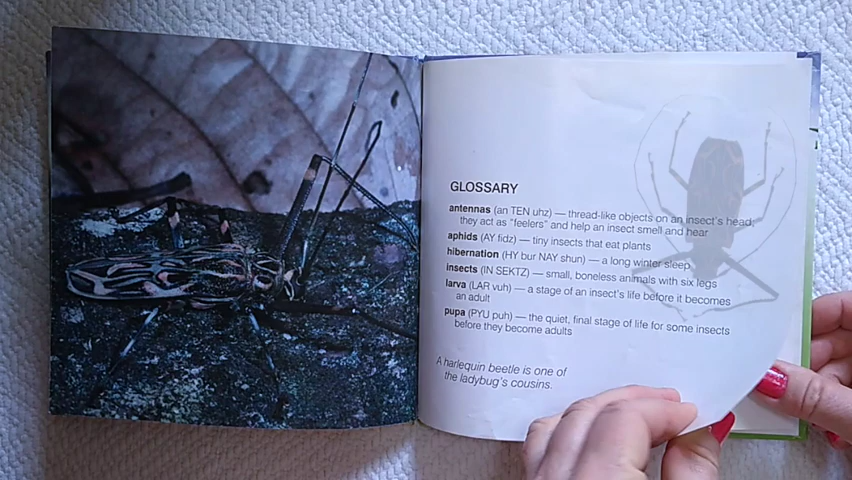 GLOSSARY
antennas (an TEN uhz) — thread-like objects on an insect's head;
they act as "feelers" and help an insect smell and hear
aphids (AY fidz) — tiny insects that eat plants
hibernation (HY bur NAY shun) — a long winter sleep
insects (IN SEKTZ) — small, boneless animals with six legs
larva (LAR vuh) — a stage of an insect's life before it becomes
an adult
pupa (PYU puh) — the quiet, final stage of life for some insects
before they become adults
A harlequin beetle is one of
the ladybug's cousins.